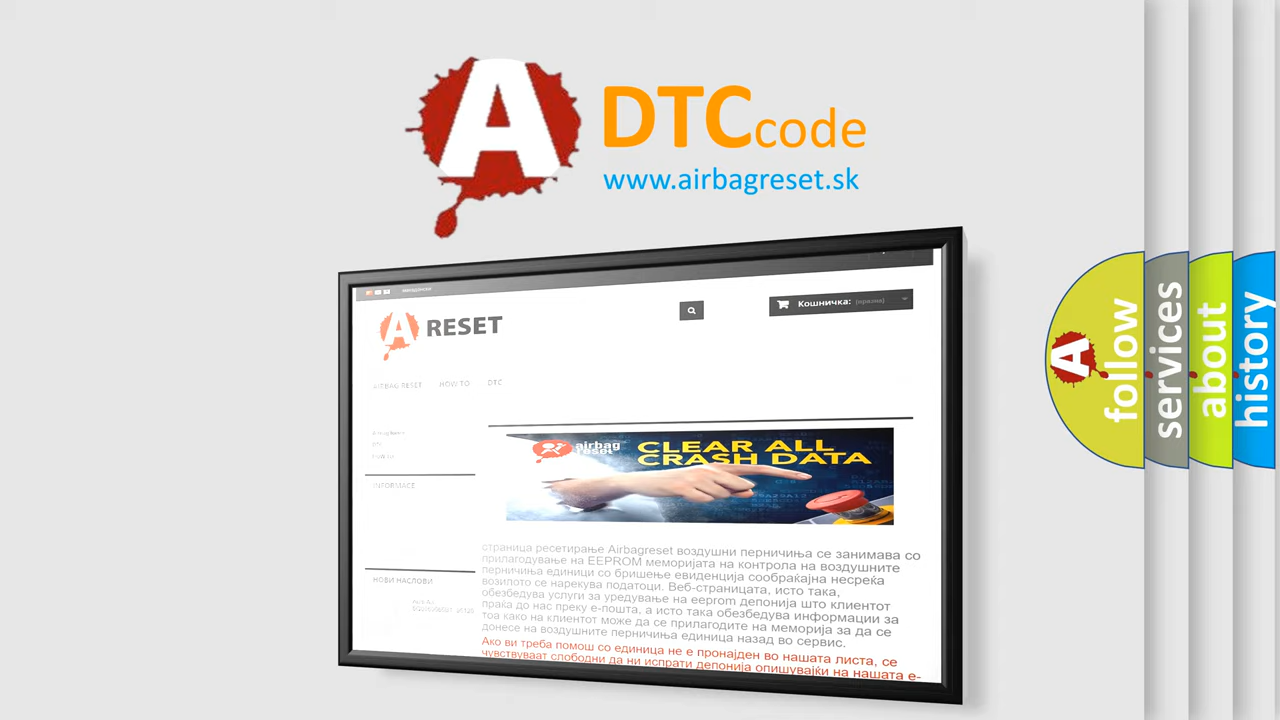 A
DTC code
www.airbagreset.sk
Кошничка: (празна)
A RESET
AIRBAG RESET HOW TO DTC
airbag reset
CLEAR ALL
CRASH DATA
INFORMACE
НОВИ НАСЛОВИ
страница ресетирање Airbagreset воздушни перничиња се занимава со
прилагодување на EEPROM меморијата на контрола на воздушните
перничиња единици со бришење евиденција сообраќајна несреќа
возилото се нарекува податоци. Веб-страницата, исто така,
обезбедува услуги за уредување на eeprom депонија што клиентот
праќа до нас преку е-пошта, а исто така обезбедува информации за
тоа како на клиентот може да се прилагодите на меморија за да се
донесе на воздушните перничиња единица назад во сервис.
Ако ви треба помош со единица не е пронајден во нашата листа, се
чувствуваат слободни да ни испрати депонија опишувајќи на нашата е-
A
follow
services
about
history